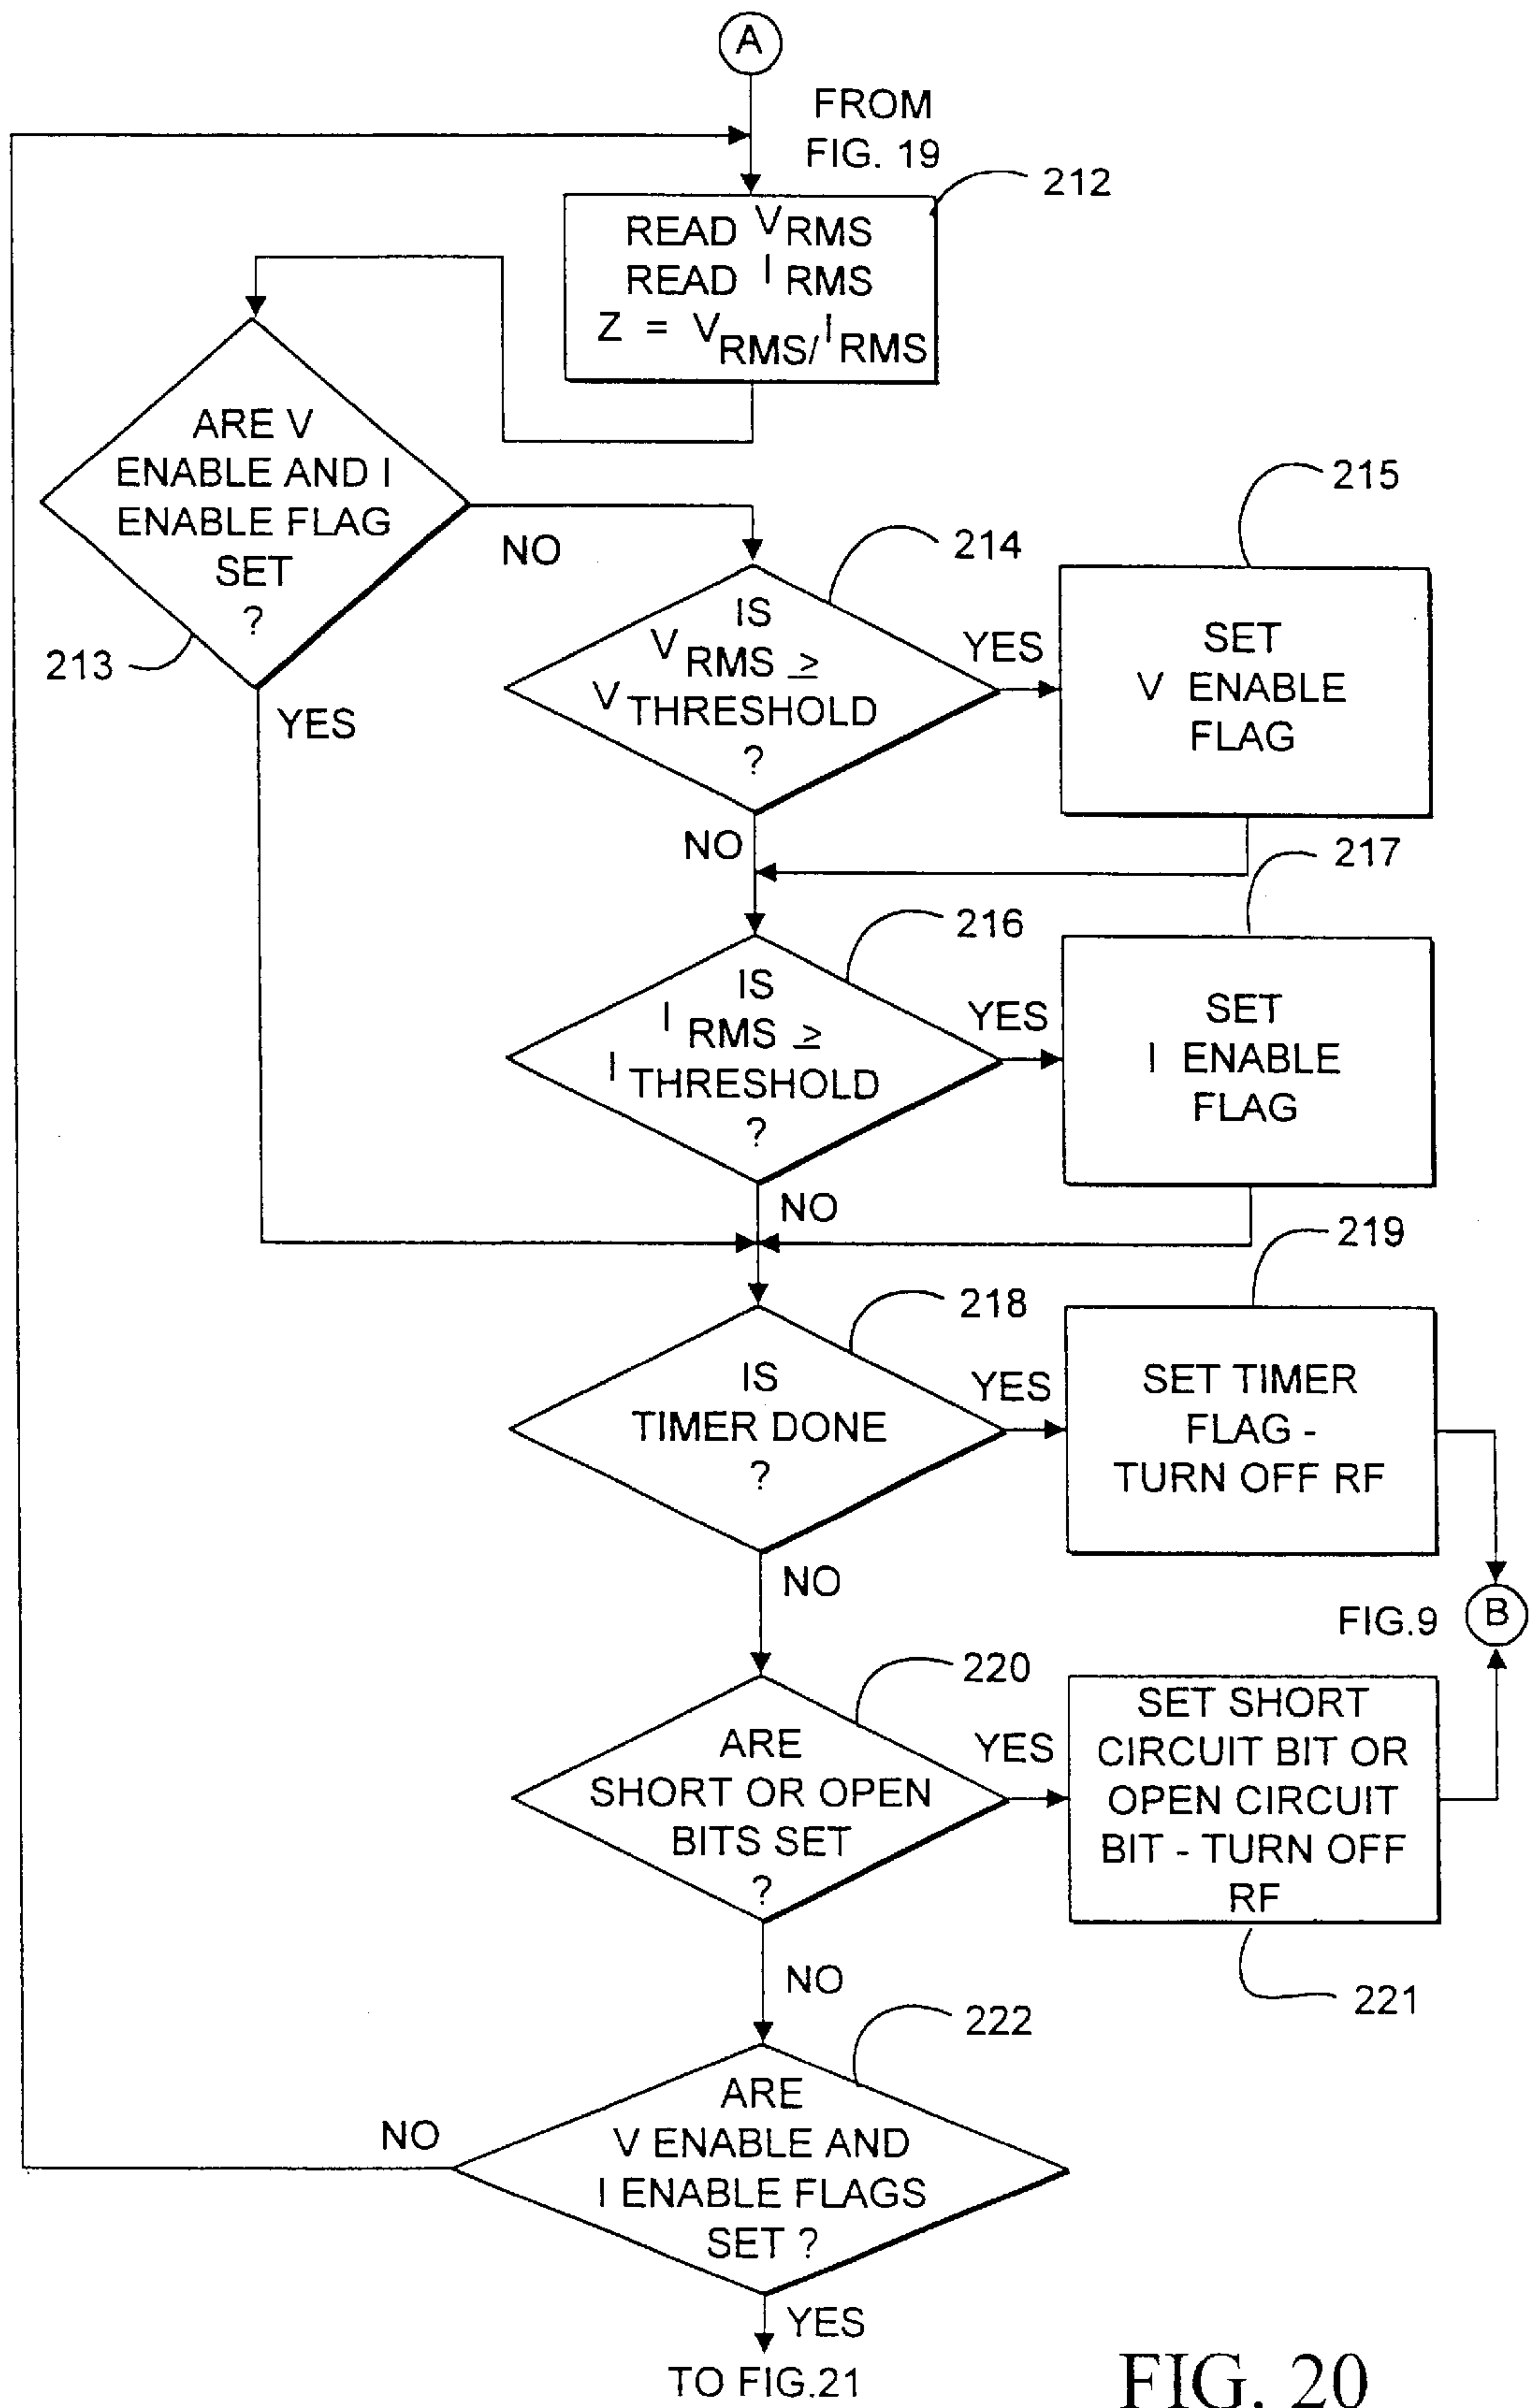 A
FROM
FIG. 19
212
READ VRMS
READ IRMS
Z = VRMS/IRMS
ARE V
ENABLE AND I
ENABLE FLAG
SET
?
213
NO
YES
214
IS
VRMS ≥
VTHRESHOLD
?
YES
NO
215
SET
V ENABLE
FLAG
216
IS
IRMS ≥
ITHRESHOLD
?
YES
NO
217
SET
I ENABLE
FLAG
218
IS
TIMER DONE
?
YES
NO
219
SET TIMER
FLAG -
TURN OFF RF
FIG.9
B
220
ARE
SHORT OR OPEN
BITS SET
?
YES
NO
SET SHORT
CIRCUIT BIT OR
OPEN CIRCUIT
BIT - TURN OFF
RF
221
222
ARE
V ENABLE AND
I ENABLE FLAGS
SET ?
NO
YES
TO FIG.21
FIG. 20